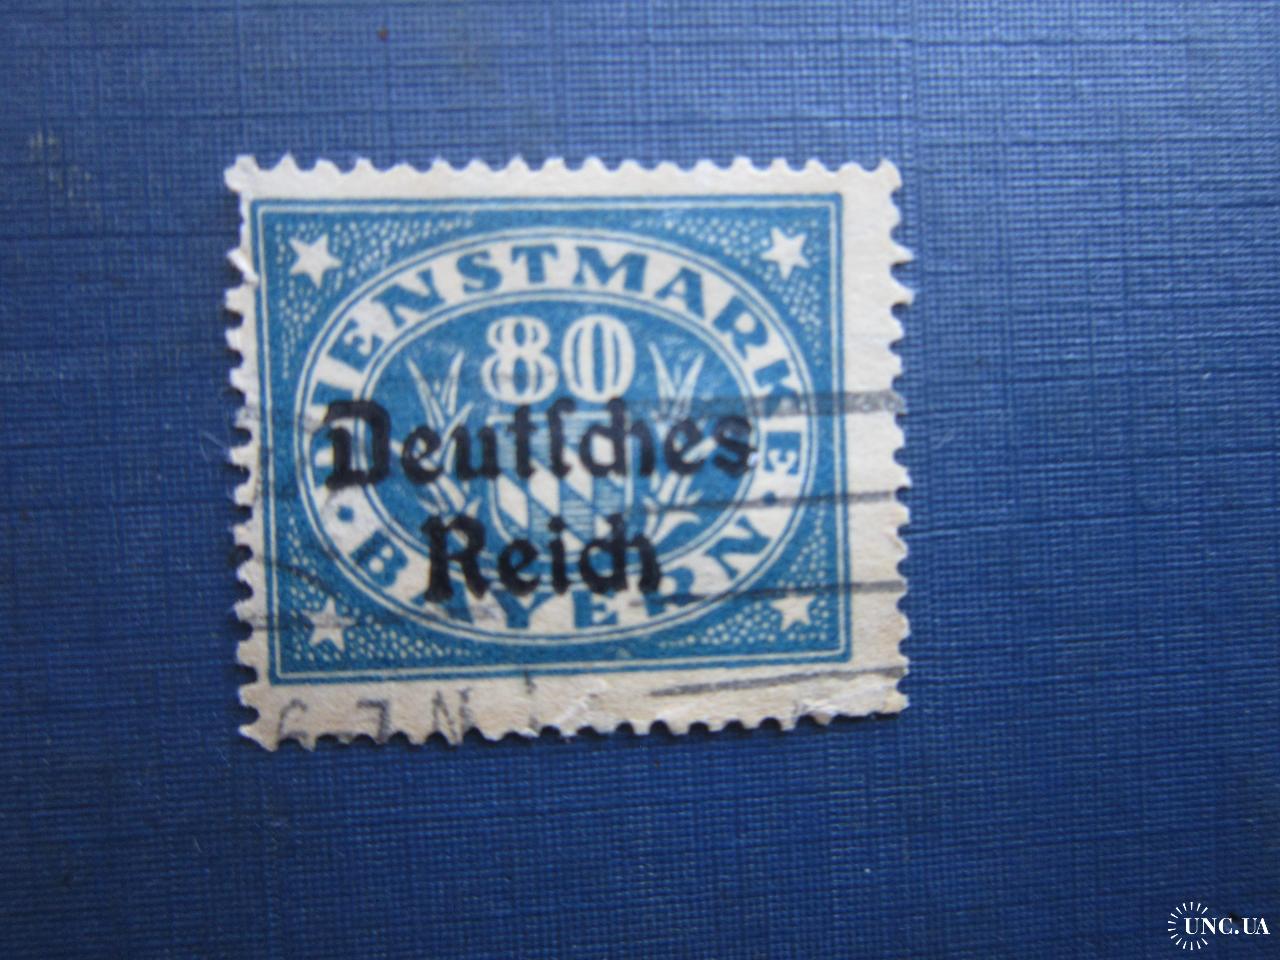 DIENSTMARKE
80
Deutsches
Reich
BAYERN
UNC.UA